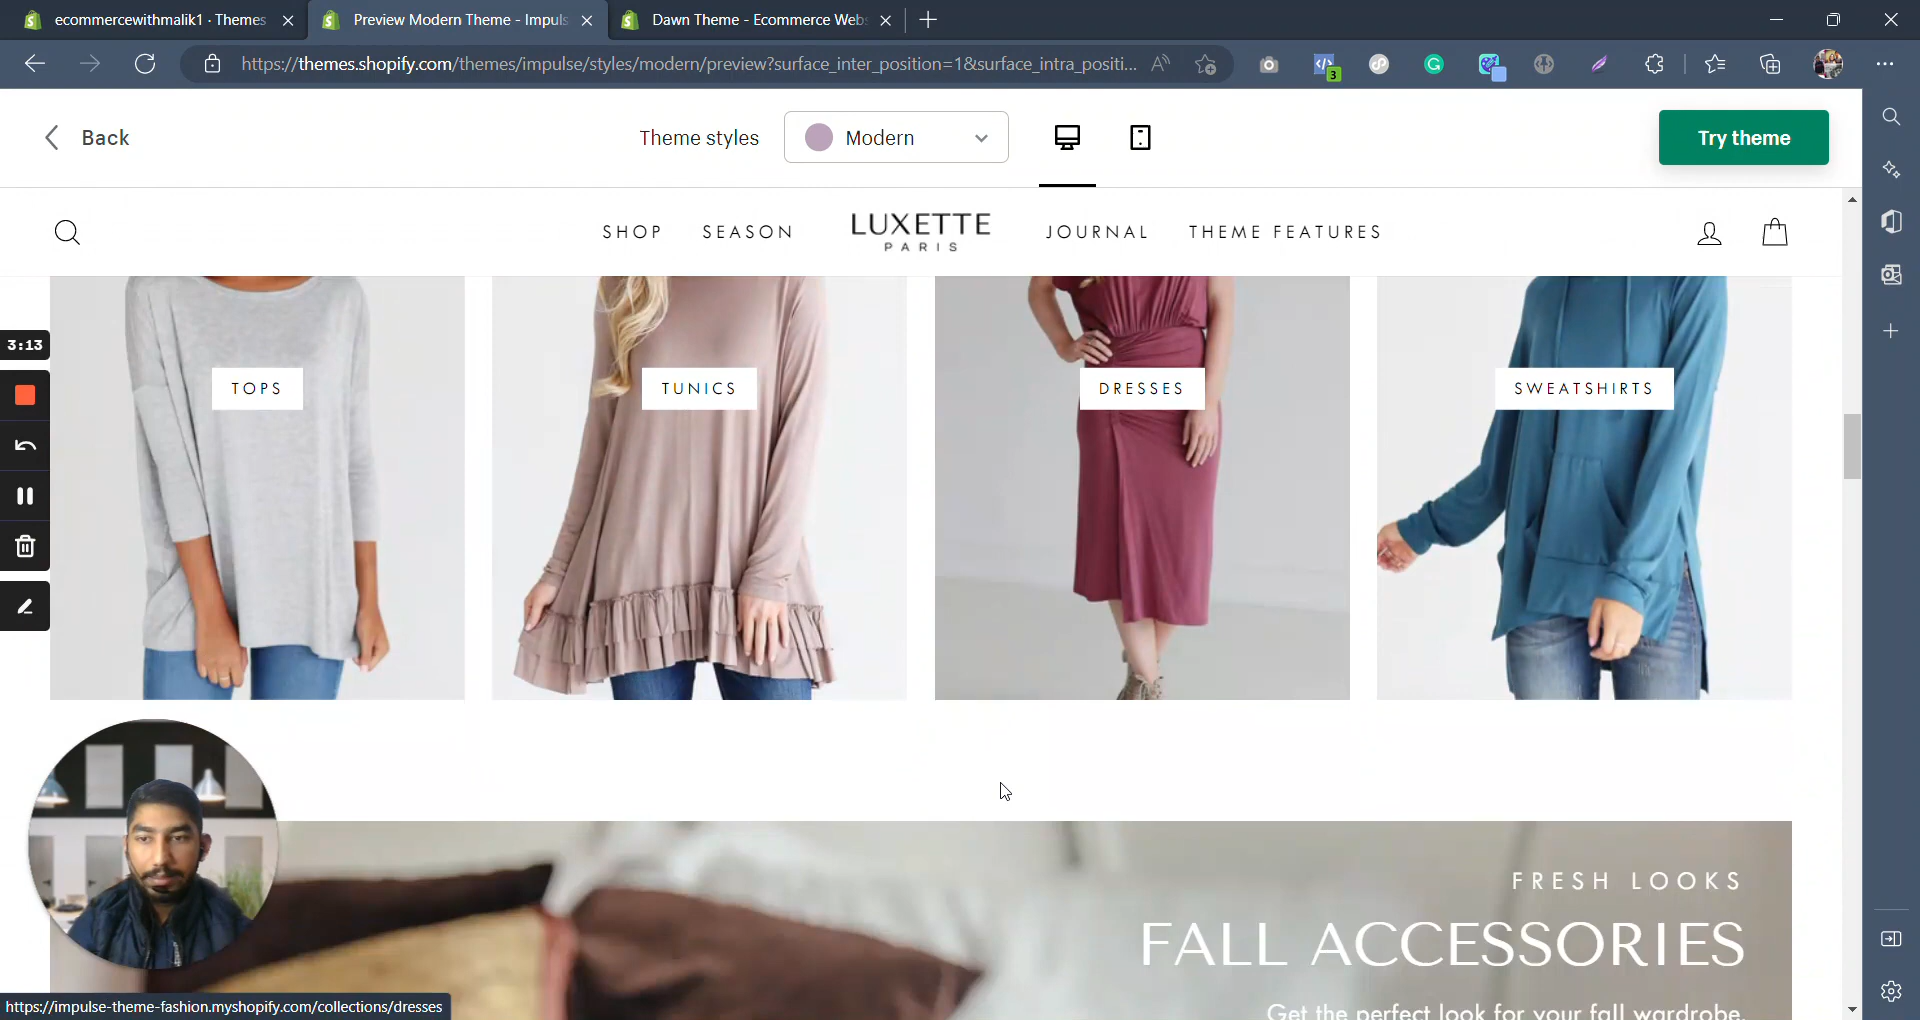 ecommercewithmalik1 · Themes
Preview Modern Theme - Impuls
Dawn Theme - Ecommerce Webs
https://themes.shopify.com/themes/impulse/styles/modern/preview?surface_inter_position=1&surface_intra_positi...
3
Back
Theme styles
Modern
Try theme
SHOP
SEASON
LUXETTE
PARIS
JOURNAL
THEME FEATURES
3:13
TOPS
TUNICS
DRESSES
SWEATSHIRTS
FRESH LOOKS
FALL ACCESSORIES
Get the perfect look for your fall wardrobe.
https://impulse-theme-fashion.myshopify.com/collections/dresses